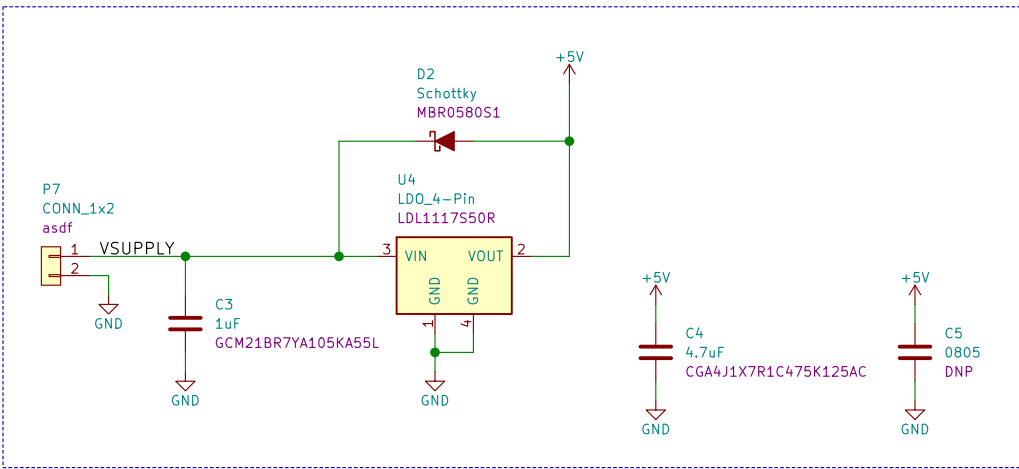 +5V
D2
Schottky
MBR0580S1
P7
CONN_1x2
asdf
U4
LDO_4-Pin
LDL1117S50R
1
VSUPPLY
2
3
VIN
VOUT
2
GND
GND
1
4
GND
C3
1uF
GCM21BR7YA105KA55L
GND
GND
+5V
C4
4.7uF
CGA4J1X7R1C475K125AC
GND
+5V
C5
0805
DNP
GND